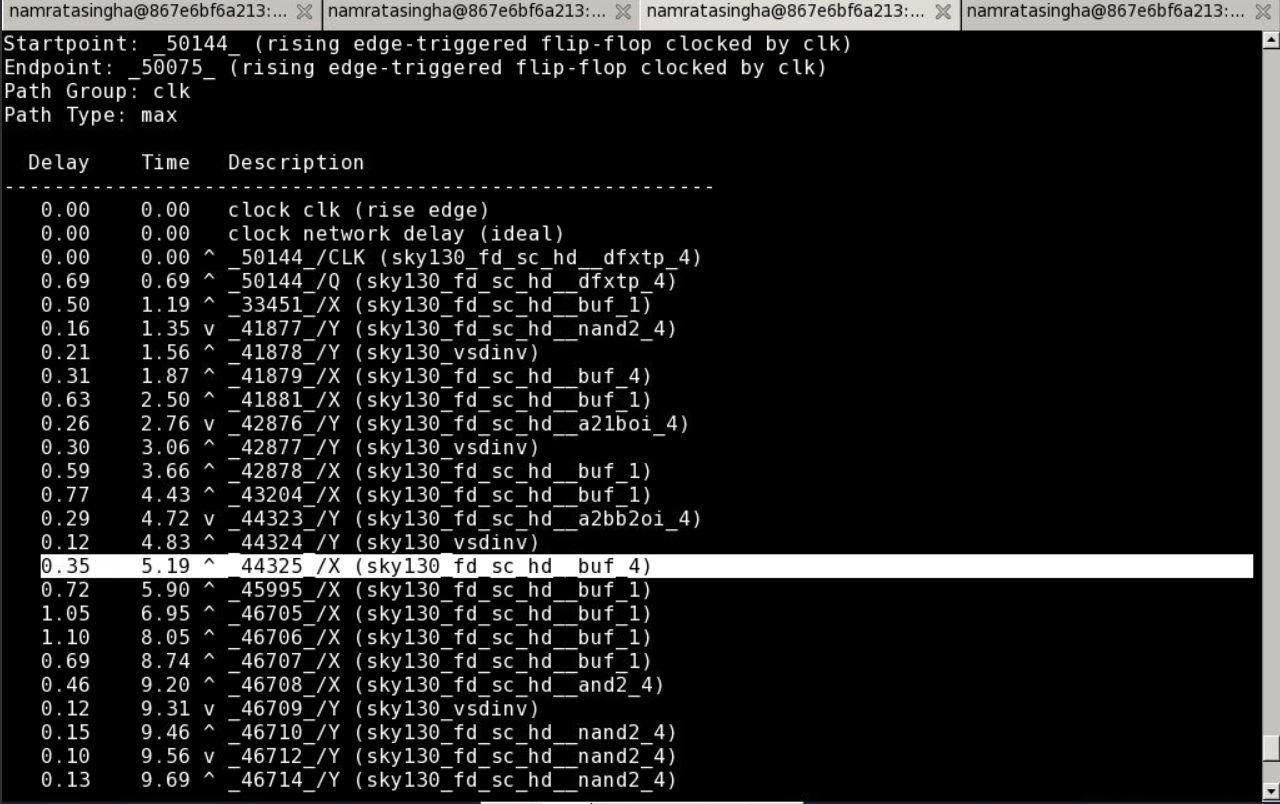 namratasingha@867e6bf6a213:... namratasingha@867e6bf6a213:... namratasingha@867e6bf6a213:... namratasingha@867e6bf6a213:...
Startpoint: _50144_ (rising edge-triggered flip-flop clocked by clk)
Endpoint: _50075_ (rising edge-triggered flip-flop clocked by clk)
Path Group: clk
Path Type: max
Delay Time Description
---------------------------------------------------------
0.00 0.00 clock clk (rise edge)
0.00 0.00 clock network delay (ideal)
0.00 0.00 ^ _50144_/CLK (sky130_fd_sc_hd__dfxtp_4)
0.69 0.69 ^ _50144_/Q (sky130_fd_sc_hd__dfxtp_4)
0.50 1.19 ^ _33451_/X (sky130_fd_sc_hd__buf_1)
0.16 1.35 v _41877_/Y (sky130_fd_sc_hd__nand2_4)
0.21 1.56 ^ _41878_/Y (sky130_vsdinv)
0.31 1.87 ^ _41879_/X (sky130_fd_sc_hd__buf_4)
0.63 2.50 ^ _41881_/X (sky130_fd_sc_hd__buf_1)
0.26 2.76 v _42876_/Y (sky130_fd_sc_hd__a21boi_4)
0.30 3.06 ^ _42877_/Y (sky130_vsdinv)
0.59 3.66 ^ _42878_/X (sky130_fd_sc_hd__buf_1)
0.77 4.43 ^ _43204_/X (sky130_fd_sc_hd__buf_1)
0.29 4.72 v _44323_/Y (sky130_fd_sc_hd__a2bb2oi_4)
0.12 4.83 ^ _44324_/Y (sky130_vsdinv)
0.35 5.19 ^ _44325_/X (sky130_fd_sc_hd__buf_4)
0.72 5.90 ^ _45995_/X (sky130_fd_sc_hd__buf_1)
1.05 6.95 ^ _46705_/X (sky130_fd_sc_hd__buf_1)
1.10 8.05 ^ _46706_/X (sky130_fd_sc_hd__buf_1)
0.69 8.74 ^ _46707_/X (sky130_fd_sc_hd__buf_1)
0.46 9.20 ^ _46708_/X (sky130_fd_sc_hd__and2_4)
0.12 9.31 v _46709_/Y (sky130_vsdinv)
0.15 9.46 ^ _46710_/Y (sky130_fd_sc_hd__nand2_4)
0.10 9.56 v _46712_/Y (sky130_fd_sc_hd__nand2_4)
0.13 9.69 ^ _46714_/Y (sky130_fd_sc_hd__nand2_4)